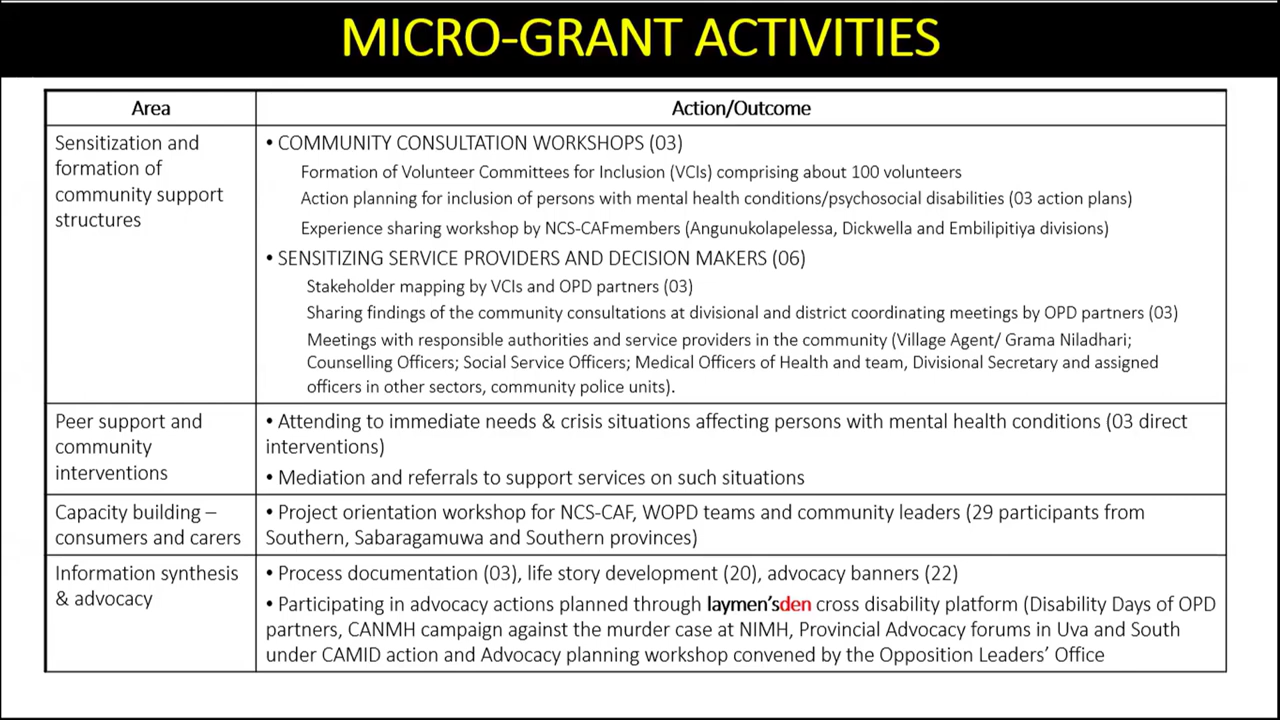 MICRO-GRANT ACTIVITIES
Area
Action/Outcome
Sensitization and
formation of
community support
structures
• COMMUNITY CONSULTATION WORKSHOPS (03)
Formation of Volunteer Committees for Inclusion (VCIs) comprising about 100 volunteers
Action planning for inclusion of persons with mental health conditions/psychosocial disabilities (03 action plans)
Experience sharing workshop by NCS-CAFmembers (Angunukolapelessa, Dickwella and Embilipitiya divisions)
• SENSITIZING SERVICE PROVIDERS AND DECISION MAKERS (06)
Stakeholder mapping by VCIs and OPD partners (03)
Sharing findings of the community consultations at divisional and district coordinating meetings by OPD partners (03)
Meetings with responsible authorities and service providers in the community (Village Agent/ Grama Niladhari;
Counselling Officers; Social Service Officers; Medical Officers of Health and team, Divisional Secretary and assigned
officers in other sectors, community police units).
Peer support and
community
interventions
• Attending to immediate needs & crisis situations affecting persons with mental health conditions (03 direct
interventions)
• Mediation and referrals to support services on such situations
Capacity building –
consumers and carers
• Project orientation workshop for NCS-CAF, WOPD teams and community leaders (29 participants from
Southern, Sabaragamuwa and Southern provinces)
Information synthesis
& advocacy
• Process documentation (03), life story development (20), advocacy banners (22)
• Participating in advocacy actions planned through laymen'sden cross disability platform (Disability Days of OPD
partners, CANMH campaign against the murder case at NIMH, Provincial Advocacy forums in Uva and South
under CAMID action and Advocacy planning workshop convened by the Opposition Leaders' Office